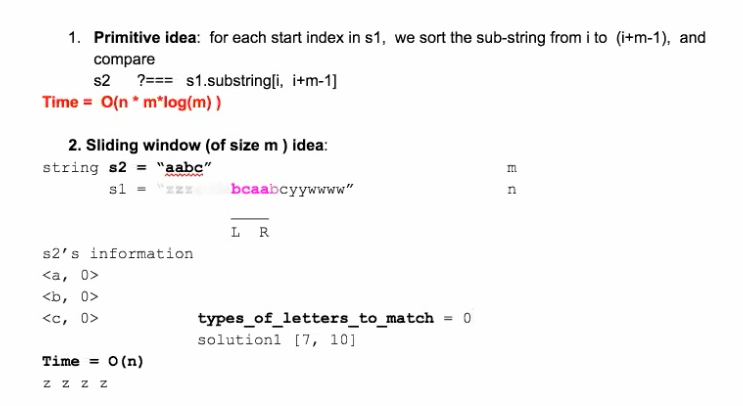 1. Primitive idea: for each start index in s1, we sort the sub-string from i to (i+m-1), and
compare
s2 ?=== s1.substring[i, i+m-1]
Time = O(n * m*log(m) )
2. Sliding window (of size m ) idea:
string s2 = “aabc” m
s1 = “zzz bcaabcyywwww” n
L R
s2’s information
<a, 0>
<b, 0>
<c, 0> types_of_letters_to_match = 0
solution1 [7, 10]
Time = O(n)
z z z z